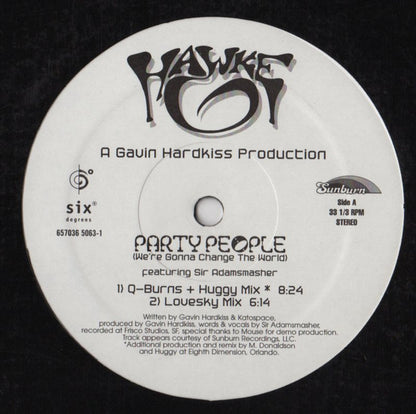 HAWKE
A Gavin Hardkiss Production
six®
degrees
657036 5063-1
Sunburn
Side A
33 1/3 RPM
STEREO
PARTY PEOPLE
(We're Gonna Change The World)
featuring Sir Adamsmasher
1) Q-Burns + Huggy Mix * 8:24
2) Lovesky Mix 6:14
Written by Gavin Hardkiss & Katospace,
produced by Gavin Hardkiss, words & vocals by Sir Adamsmasher,
recorded at Frisco Studios, SF, special thanks to Mouse for demo production.
Track appears courtesy of Sunburn Recordings, LLC.
*Additional production and remix by M. Donaldson
and Huggy at Eighth Dimension, Orlando.